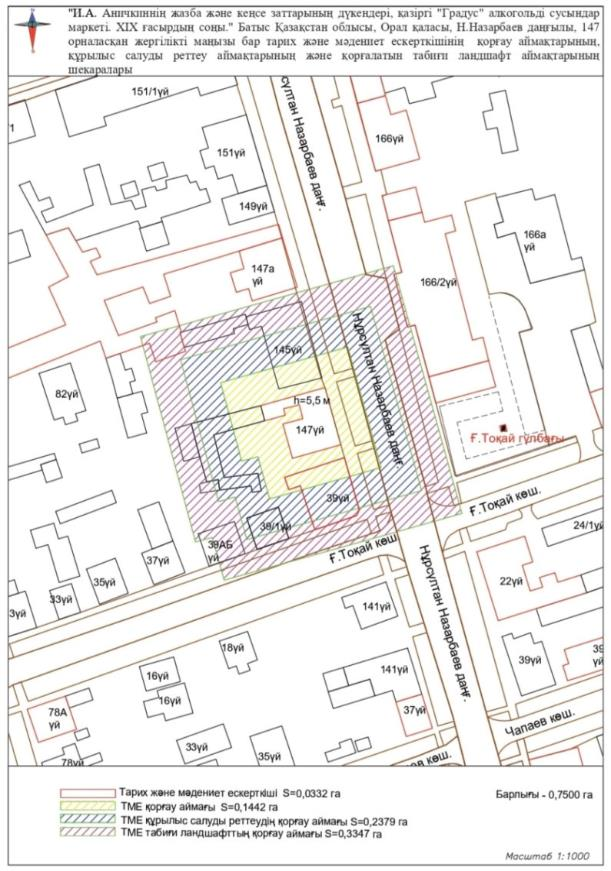 "И.А. Аничкиннің жазба және кеңсе заттарының дүкендері, қазіргі "Градус" алкогольді сусындар
маркеті. XIX ғасырдың соңы." Батыс Қазақстан облысы, Орал қаласы, Н.Назарбаев даңғылы, 147
орналасқан жергілікті маңызы бар тарих және мәдениет ескерткішінің қорғау аймақтарының,
құрылыс салуды реттеу аймақтарының және қорғалатын табиғи ландшафт аймақтарының
шекаралары
151/1үй
1
151үй
149үй
166үй
166а
үй
147а
үй
166/2үй
Нұрсұлтан Назарбаев даңғ.
145үй
h=5,5 м
147үй
82үй
Ғ.Тоқай гүлбағы
39үй
39/1үй
39АБ
үй
37үй
35үй
33үй
3үй
Ғ.Тоқай көш.
Ғ.Тоқай көш.
24/1үй
22үй
Нұрсұлтан Назарбаев даңғ.
141үй
18үй
16үй
16үй
141үй
37үй
39үй
39
үй
78А
үй
78үй
33үй
35үй
Чапаев көш.
Тарих және мәдениет ескерткіші S=0,0332 га
ТМЕ қорғау аймағы S=0,1442 га
ТМЕ құрылыс салуды реттеудің қорғау аймағы S=0,2379 га
ТМЕ табиғи ландшафттың қорғау аймағы S=0,3347 га
Барлығы - 0,7500 га
Масштаб 1:1000